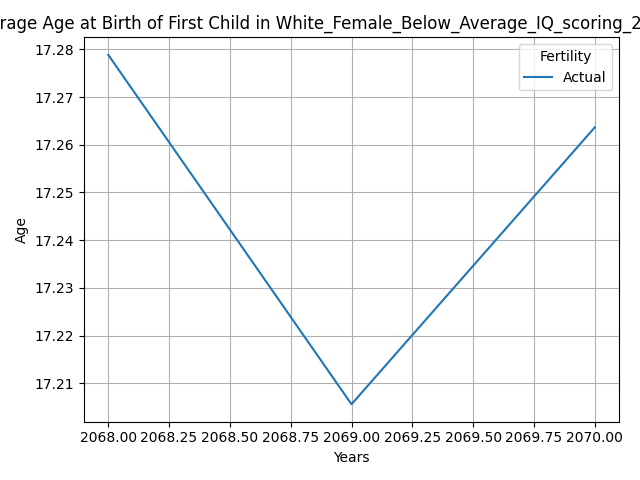 Age at Birth of First Child in White_Female_Below_Average_IQ_scoring_2
Fertility
Actual
17.28
17.27
17.26
17.25
17.24
17.23
17.22
17.21
Age
2068.00 2068.25 2068.50 2068.75 2069.00 2069.25 2069.50 2069.75 2070.00
Years